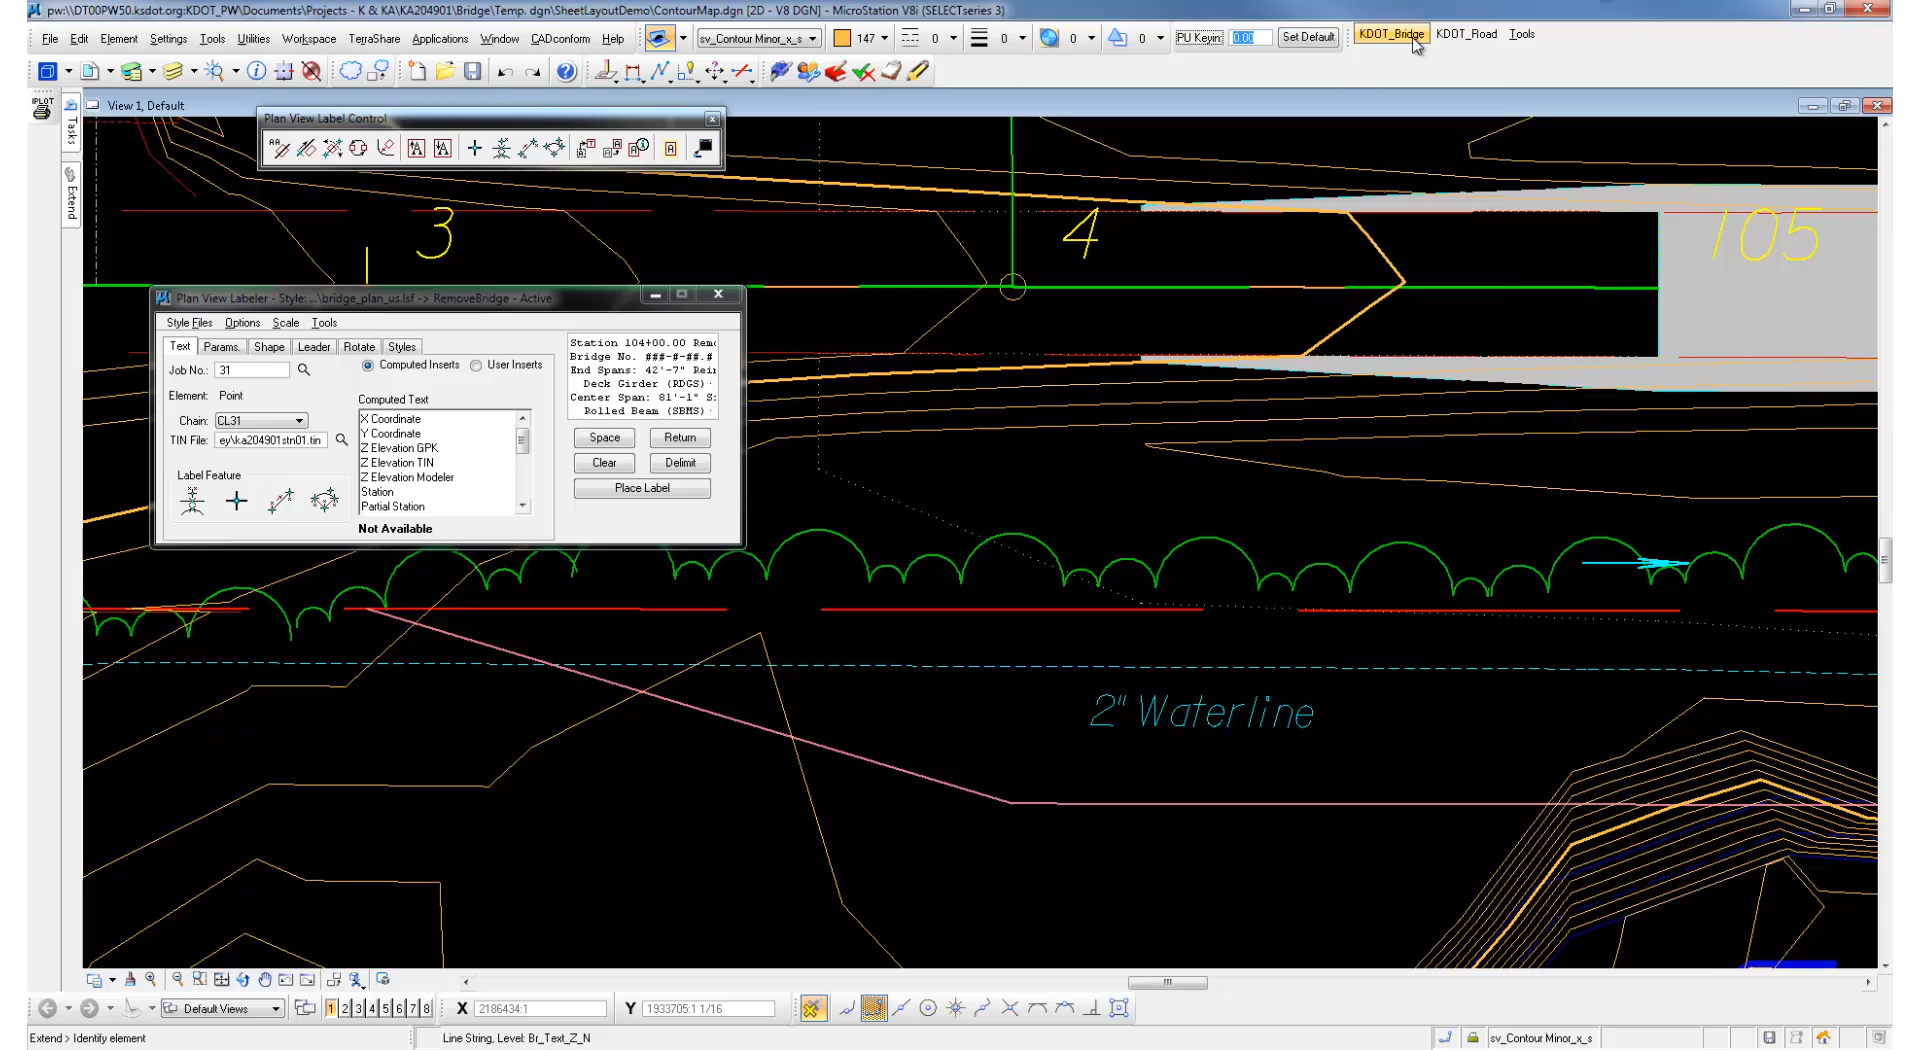 pw:\\DT00PW50.ksdot.org:KDOT_PW\Documents\Projects - K & KA\KA204901\Bridge\Temp. dgn\SheetLayoutDemo\ContourMap.dgn [2D - V8 DGN] - MicroStation V8i (SELECTseries 3)
File Edit Element Settings Tools Utilities Workspace TerraShare Applications Window CADconform Help
sv_Contour Minor_x_s 147 0 0 0 0 PU Keyin: 0.00 Set Default KDOT_Bridge KDOT_Road Tools
IPLOT
Tasks
Extend
View 1, Default
Plan View Label Control
3
4
105
Plan View Labeler - Style: ...\bridge_plan_us.lsf -> RemoveBridge - Active
Style Files Options Scale Tools
Text Params. Shape Leader Rotate Styles
Job No.: 31
Computed Inserts User Inserts
Element: Point
Chain: CL31
TIN File: ey\ka204901stn01.tin
Label Feature
Computed Text
X Coordinate
Y Coordinate
Z Elevation GPK
Z Elevation TIN
Z Elevation Modeler
Station
Partial Station
Not Available
Station 104+00.00 Rem
Bridge No. ###-#-##.#
End Spans: 42'-7" Rei
Deck Girder (RDGS)
Center Span: 81'-1" S
Rolled Beam (SBMS)
Space Return
Clear Delimit
Place Label
2" Waterline
Default Views 1 2 3 4 5 6 7 8 X 2186434:1 Y 1933705:1 1/16
Extend > Identify element
Line String, Level: Br_Text_Z_N
sv_Contour Minor_x_s